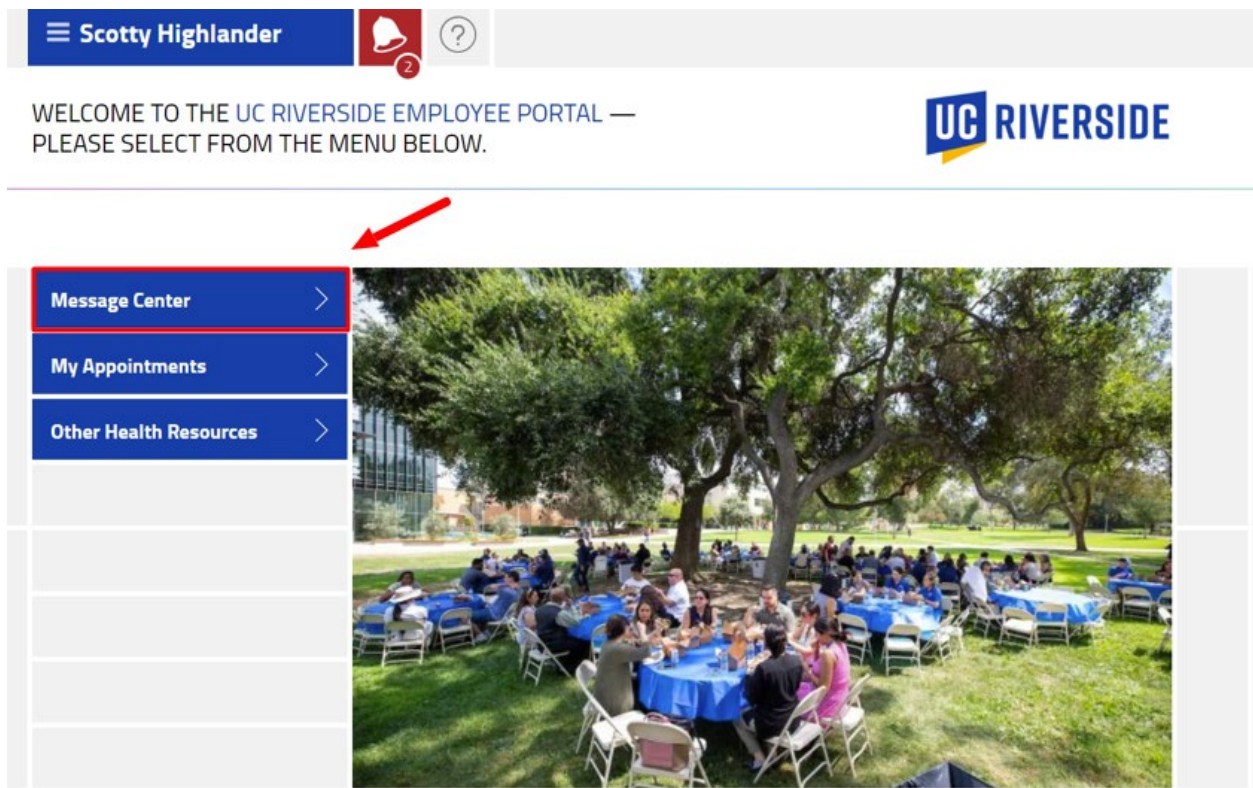 Scotty Highlander
2
?
WELCOME TO THE UC RIVERSIDE EMPLOYEE PORTAL —
PLEASE SELECT FROM THE MENU BELOW.
UC RIVERSIDE
Message Center
My Appointments
Other Health Resources